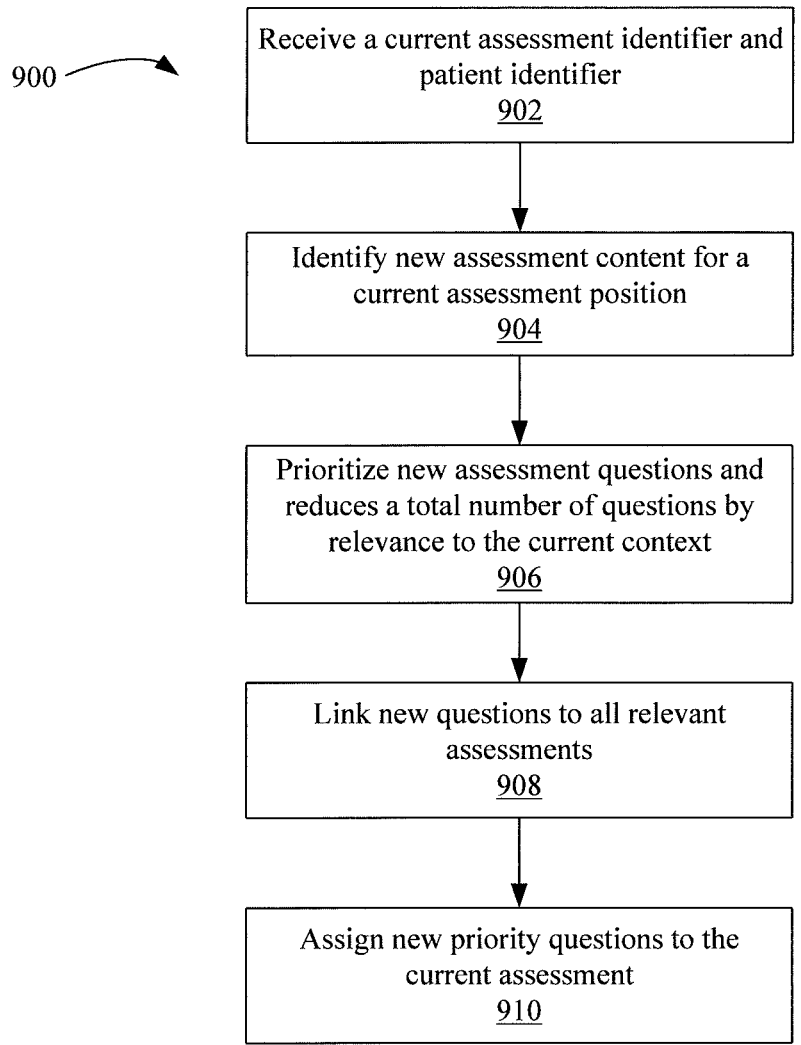 900
Receive a current assessment identifier and
patient identifier
902
Identify new assessment content for a
current assessment position
904
Prioritize new assessment questions and
reduces a total number of questions by
relevance to the current context
906
Link new questions to all relevant
assessments
908
Assign new priority questions to the
current assessment
910